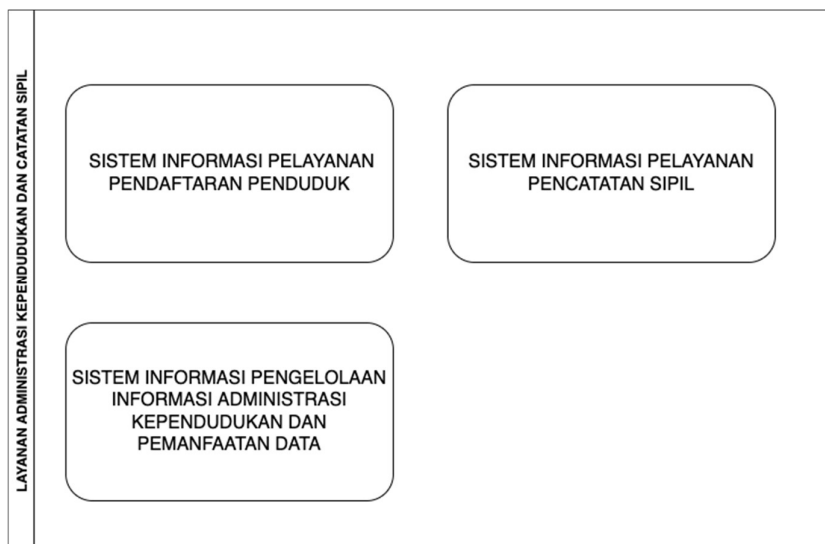 LAYANAN ADMINISTRASI KEPENDUDUKAN DAN CATATAN SIPIL
SISTEM INFORMASI PELAYANAN
PENDAFTARAN PENDUDUK
SISTEM INFORMASI PELAYANAN
PENCATATAN SIPIL
SISTEM INFORMASI PENGELOLAAN
INFORMASI ADMINISTRASI
KEPENDUDUKAN DAN
PEMANFAATAN DATA